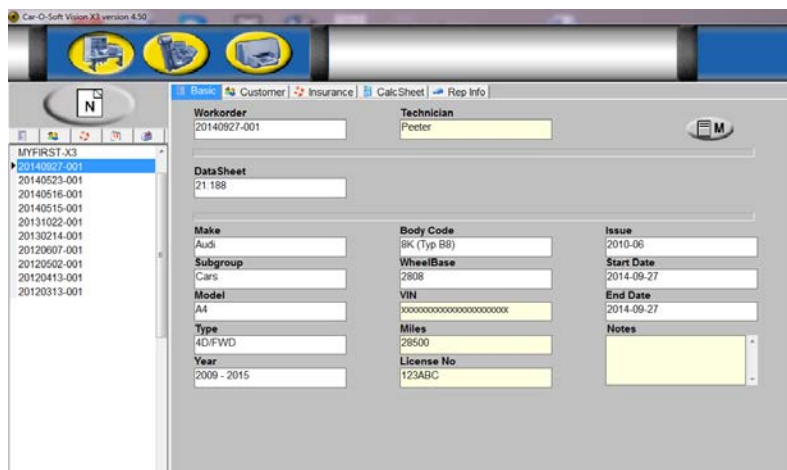 Car-O-Soft Vision X3 version 4.50
N
Basic Customer Insurance CalcSheet Rep Info
MYFIRST-X3
20140927-001
20140523-001
20140516-001
20140515-001
20131022-001
20130214-001
20120607-001
20120502-001
20120413-001
20120313-001
Workorder Technician
20140927-001 Peeter
M
DataSheet
21:188
Make Body Code Issue
Audi 8K (Typ B8) 2010-06
Subgroup WheelBase Start Date
Cars 2808 2014-09-27
Model VIN End Date
A4 2014-09-27
Type Miles Notes
4D/FWD 28500
Year License No
2009 - 2015 123ABC